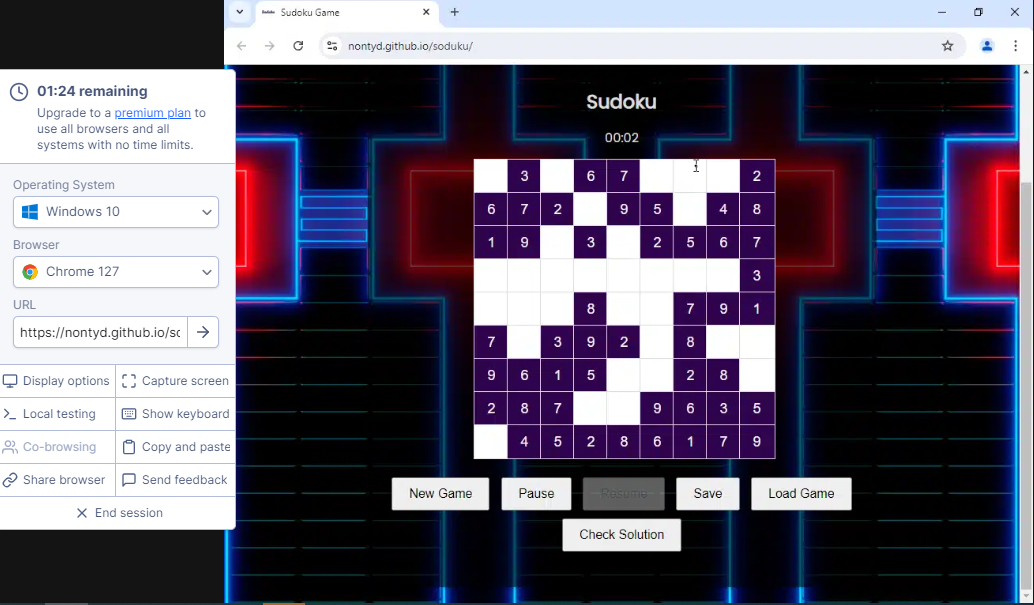 Sudoku Game
nontyd.github.io/soduku/
01:24 remaining
Upgrade to a premium plan to
use all browsers and all
systems with no time limits.
Operating System
Windows 10
Browser
Chrome 127
URL
https://nontyd.github.io/sc
Display options
Capture screen
Local testing
Show keyboard
Co-browsing
Copy and paste
Share browser
Send feedback
End session
Sudoku
00:02
3 6 7 2
6 7 2 9 5 4 8
1 9 3 2 5 6 7
3
8 7 9 1
7 3 9 2 8
9 6 1 5 2 8
2 8 7 9 6 3 5
4 5 2 8 6 1 7 9
New Game
Pause
Resume
Save
Load Game
Check Solution